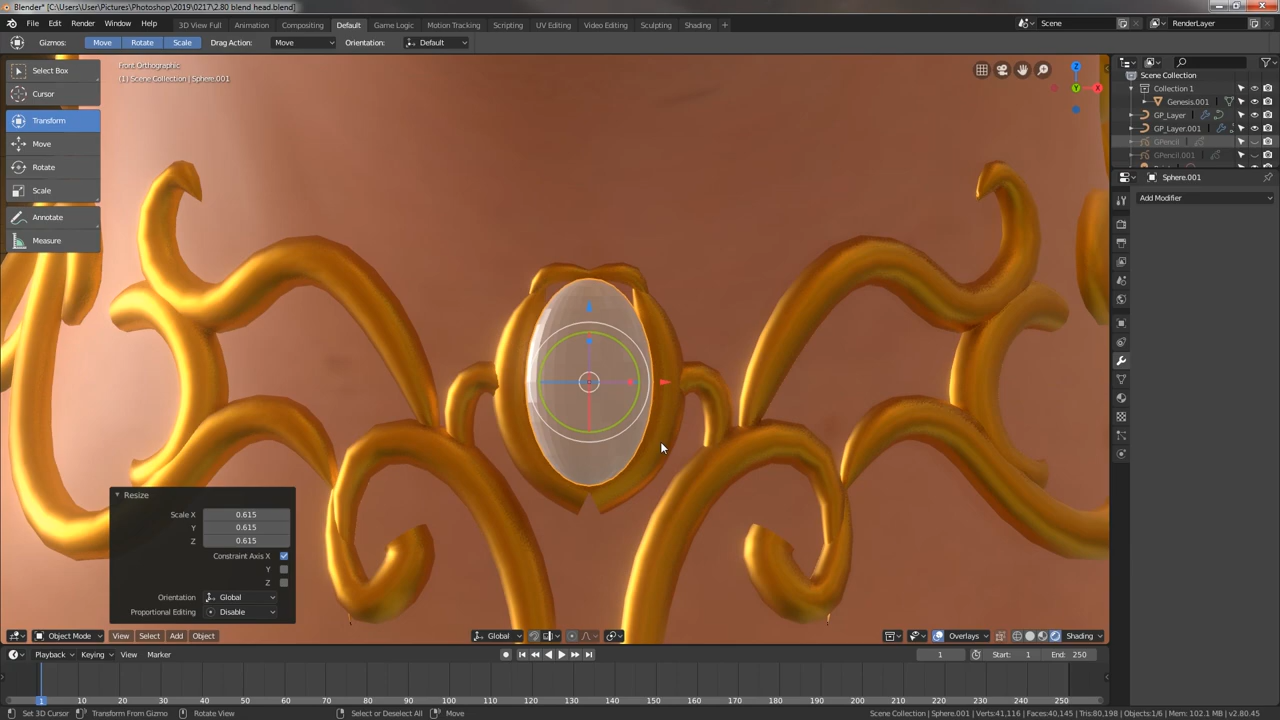 Blender* [C:\Users\User\Pictures\Photoshop\2019\0217\2.80 blend head.blend]
File Edit Render Window Help 3D View Full Animation Compositing Default Game Logic Motion Tracking Scripting UV Editing Video Editing Sculpting Shading + Scene RenderLayer
Gizmos: Move Rotate Scale Drag Action: Move Orientation: Default
Front Orthographic
(1) Scene Collection | Sphere.001
Select Box
Cursor
Transform
Move
Rotate
Scale
Annotate
Measure
Z
Y
X
Scene Collection
Collection 1
Genesis.001
GP_Layer
GP_Layer.001
GPencil
GPencil.001
Sphere.001
Add Modifier
Resize
Scale X 0.615
Y 0.615
Z 0.615
Constraint Axis X
Y
Z
Orientation Global
Proportional Editing Disable
Object Mode View Select Add Object Global Overlays Shading
Playback Keying View Marker 1 Start: 1 End: 250
1 10 20 30 40 50 60 70 80 90 100 110 120 130 140 150 160 170 180 190 200 210 220 230 240 250
Set 3D Cursor Transform From Gizmo Rotate View Select or Deselect All Move Scene Collection | Sphere.001 | Verts:41,116 | Faces:40,145 | Tris:80,198 | Objects:1/6 | Mem: 102.1 MB | v2.80.45